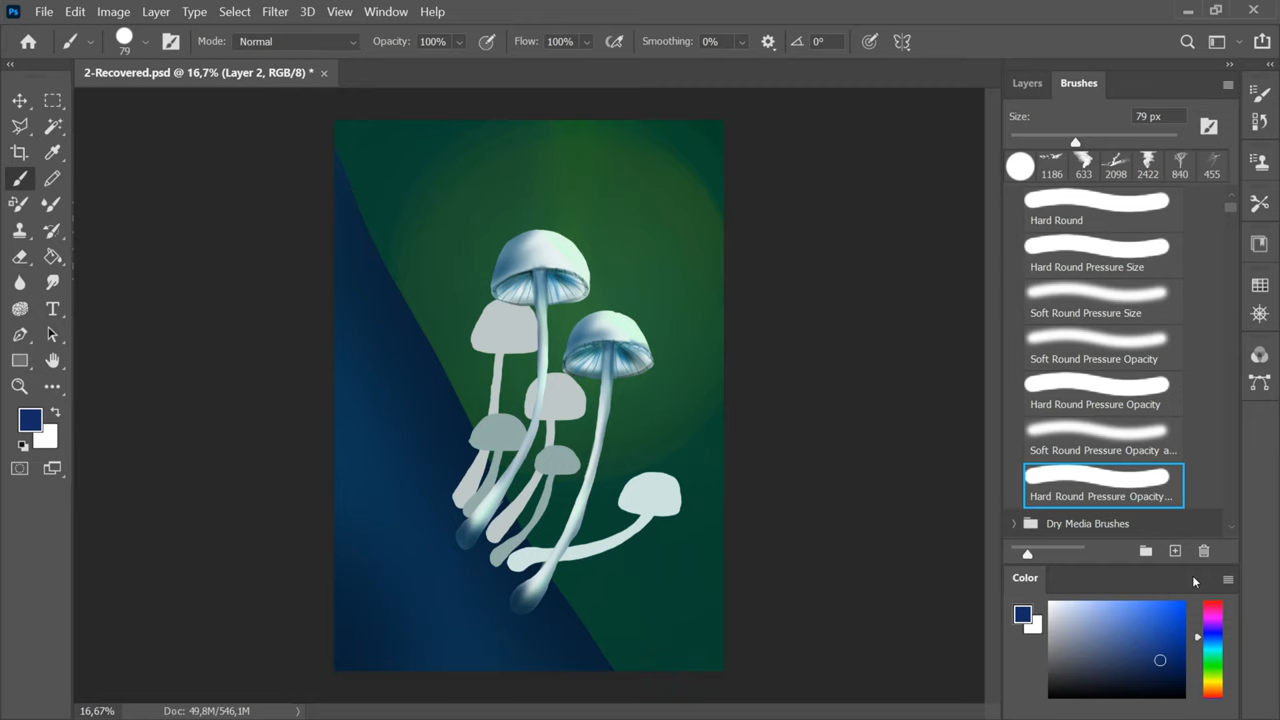 Ps File Edit Image Layer Type Select Filter 3D View Window Help
79 Mode: Normal Opacity: 100% Flow: 100% Smoothing: 0% 0°
2-Recovered.psd @ 16,7% (Layer 2, RGB/8) *
Layers Brushes
Size: 79 px
1186 633 2098 2422 840 455
Hard Round
Hard Round Pressure Size
Soft Round Pressure Size
Soft Round Pressure Opacity
Hard Round Pressure Opacity
Soft Round Pressure Opacity a...
Hard Round Pressure Opacity...
Dry Media Brushes
Color
16,67% Doc: 49,8M/546,1M